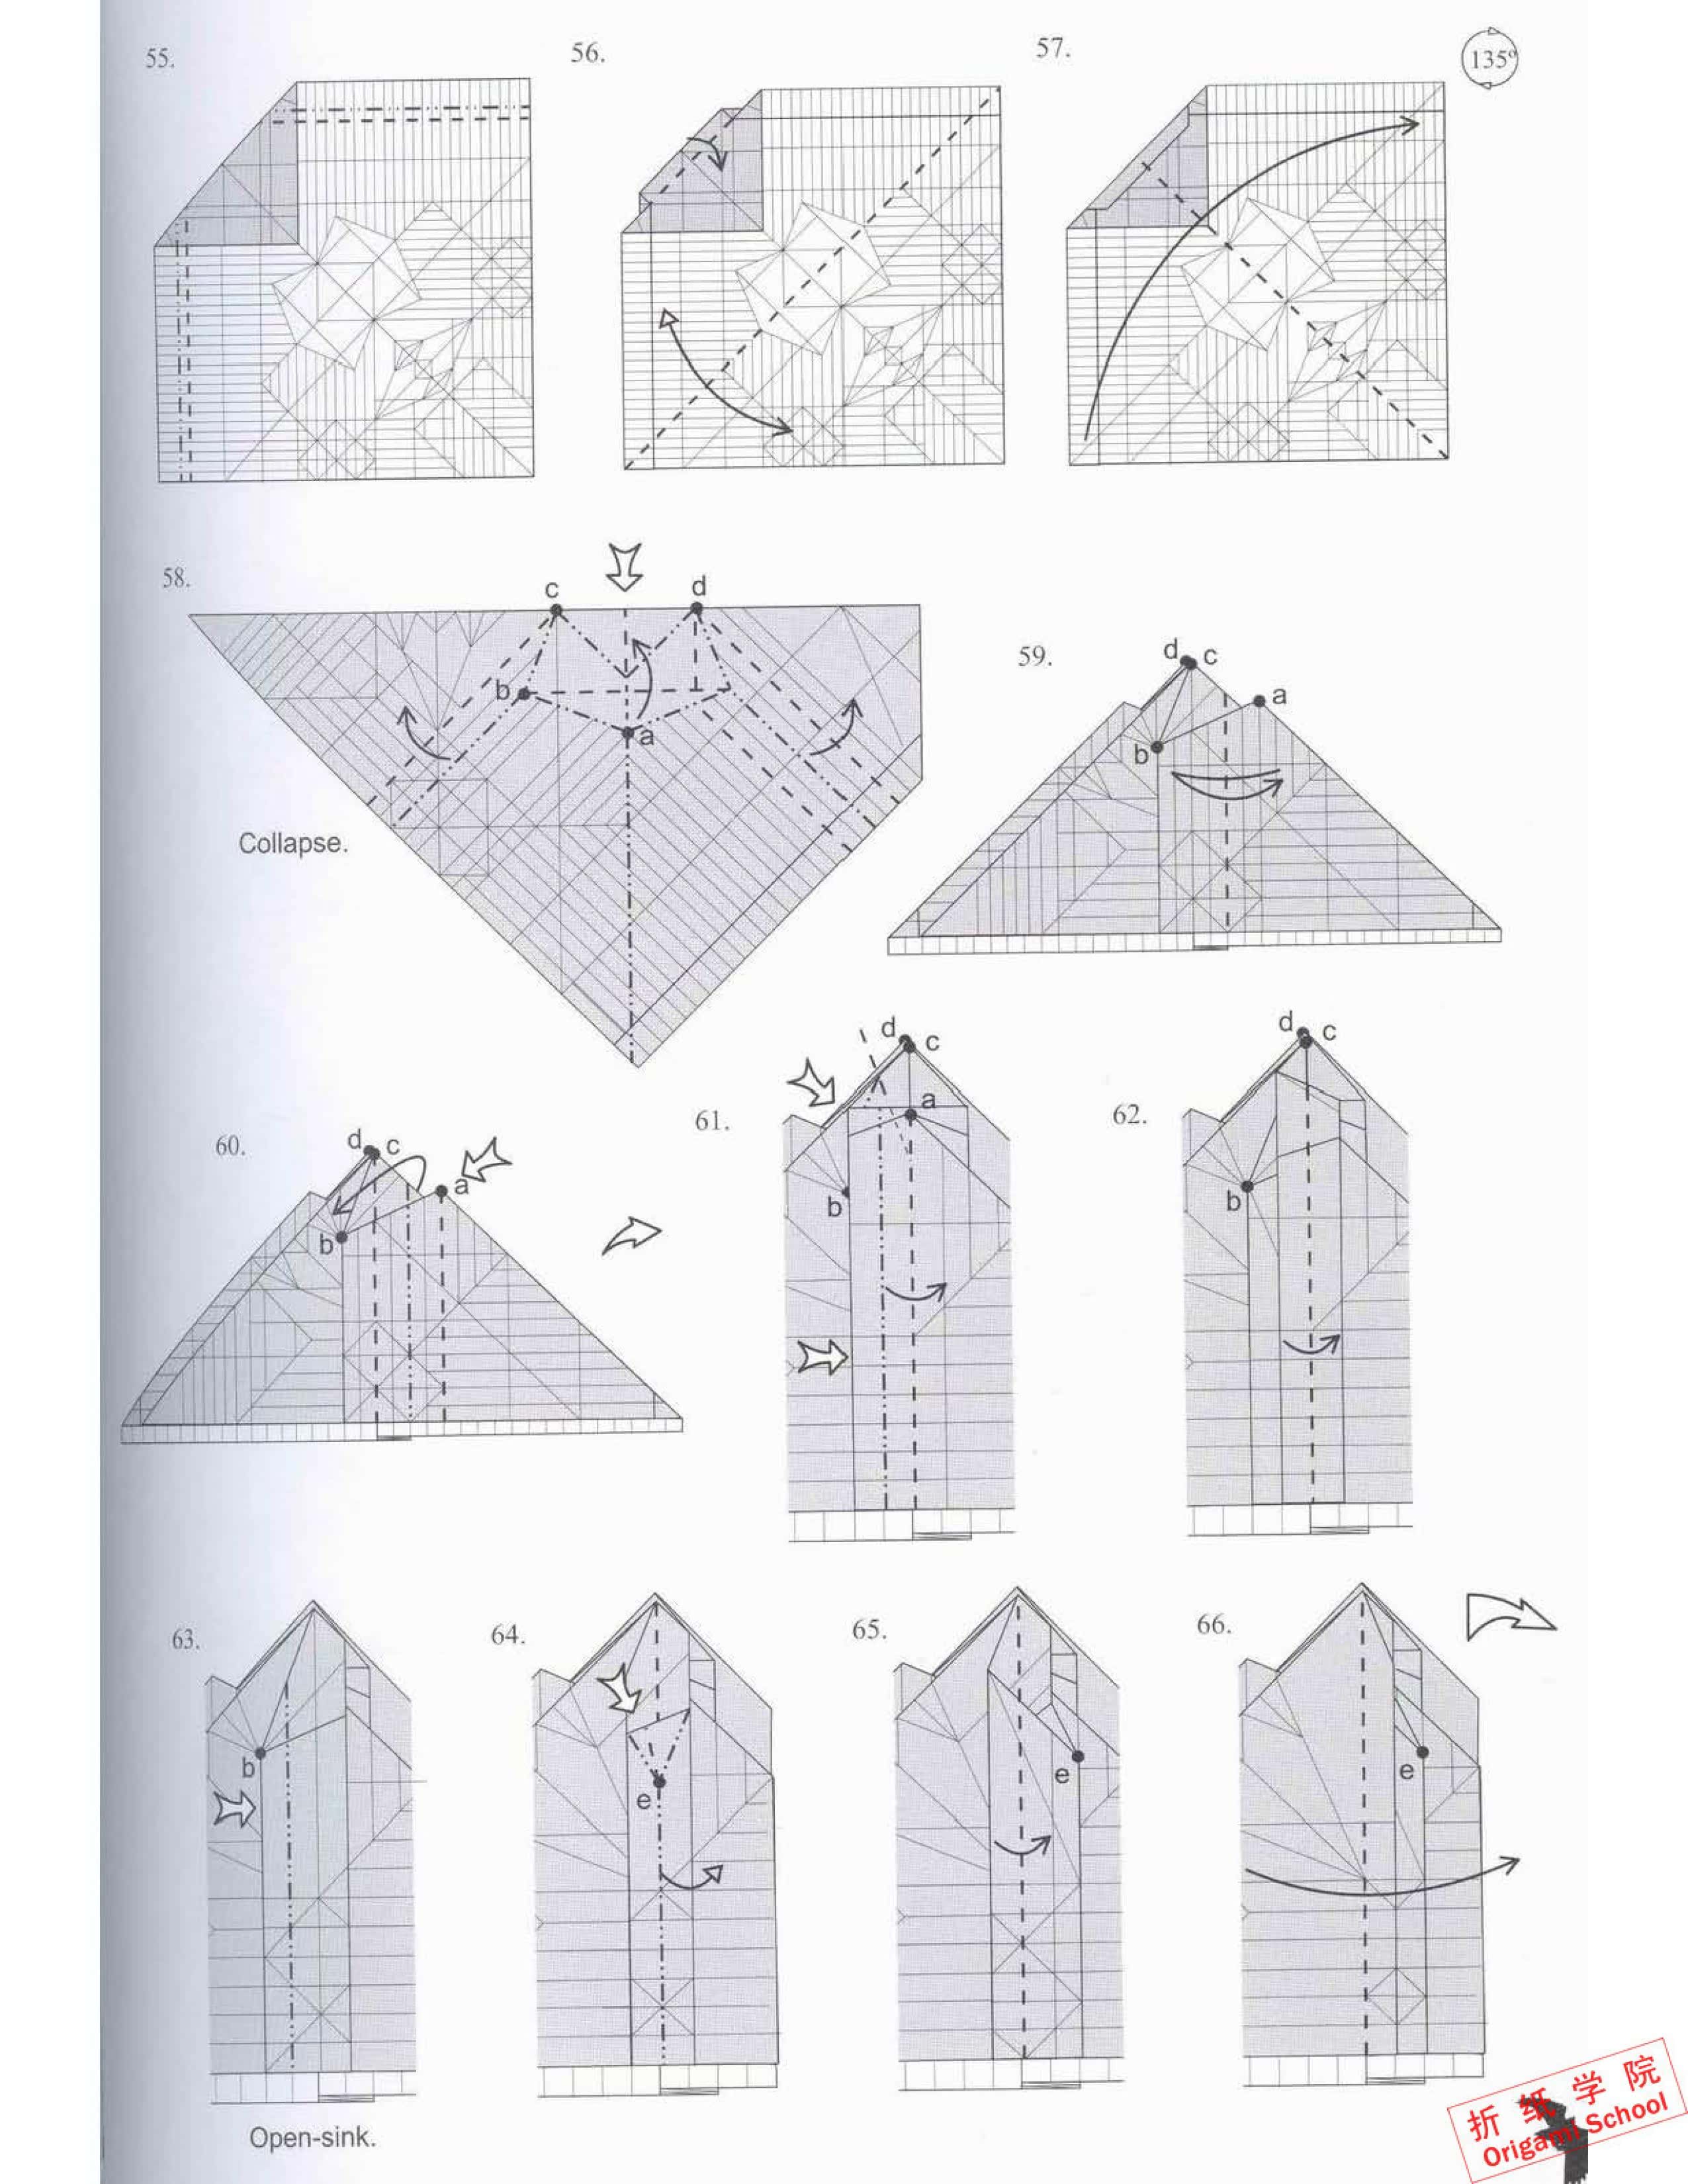 55.
56.
57.
135º
58.
c
d
b
a
Collapse.
59.
d c
a
b
60.
d c
a
b
61.
d c
a
b
62.
d c
b
63.
b
64.
e
65.
e
66.
e
Open-sink.
折纸学院
Origami School